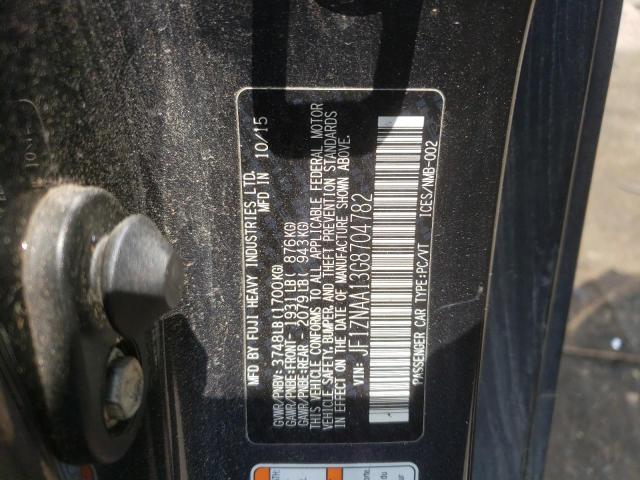 MFD BY FUJI HEAVY INDUSTRIES LTD.
MFD IN 10/15
GVWR/PNBV: 3748LB(1700KG)
GAWR/PNBE:FRONT- 1931LB( 876KG)
GAWR/PNBE:REAR- 2079LB( 943KG)
THIS VEHICLE CONFORMS TO ALL APPLICABLE FEDERAL MOTOR
VEHICLE SAFETY,BUMPER,AND THEFT PREVENTION STANDARDS
IN EFFECT ON THE DATE OF MANUFACTURE SHOWN ABOVE.
VIN: JF1ZNAA13G8704782
PASSENGER CAR TYPE:PC/VT ICES/NMB-002